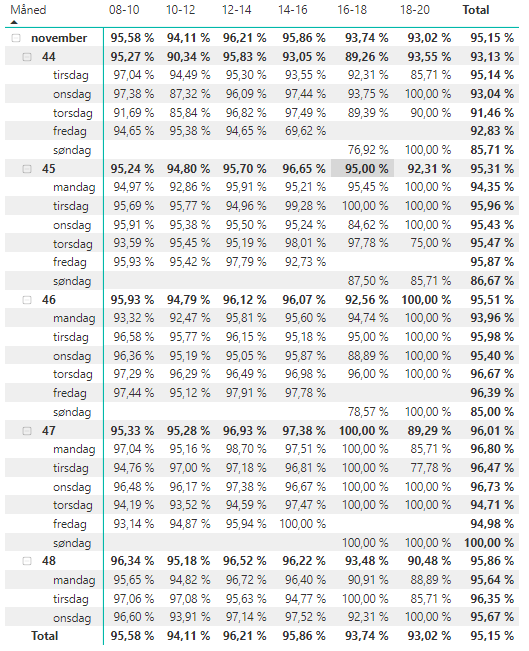 Måned 08-10 10-12 12-14 14-16 16-18 18-20 Total
november 95,58 % 94,11 % 96,21 % 95,86 % 93,74 % 93,02 % 95,15 %
44 95,27 % 90,34 % 95,83 % 93,05 % 89,26 % 93,55 % 93,13 %
tirsdag 97,04 % 94,49 % 95,30 % 93,55 % 92,31 % 85,71 % 95,14 %
onsdag 97,38 % 87,32 % 96,09 % 97,44 % 93,75 % 100,00 % 93,04 %
torsdag 91,69 % 85,84 % 96,82 % 97,49 % 89,39 % 90,00 % 91,46 %
fredag 94,65 % 95,38 % 94,65 % 69,62 % 92,83 %
søndag 76,92 % 100,00 % 85,71 %
45 95,24 % 94,80 % 95,70 % 96,65 % 95,00 % 92,31 % 95,31 %
mandag 94,97 % 92,86 % 95,91 % 95,21 % 95,45 % 100,00 % 94,35 %
tirsdag 95,69 % 95,77 % 94,96 % 99,28 % 100,00 % 100,00 % 95,96 %
onsdag 95,91 % 95,38 % 95,50 % 95,24 % 84,62 % 100,00 % 95,43 %
torsdag 93,59 % 95,45 % 95,19 % 98,01 % 97,78 % 75,00 % 95,47 %
fredag 95,93 % 95,42 % 97,79 % 92,73 % 95,87 %
søndag 87,50 % 85,71 % 86,67 %
46 95,93 % 94,79 % 96,12 % 96,07 % 92,56 % 100,00 % 95,51 %
mandag 93,32 % 92,47 % 95,81 % 95,60 % 94,74 % 100,00 % 93,96 %
tirsdag 96,58 % 95,77 % 96,15 % 95,18 % 95,00 % 100,00 % 95,98 %
onsdag 96,36 % 95,19 % 95,05 % 95,87 % 88,89 % 100,00 % 95,40 %
torsdag 97,29 % 96,29 % 96,49 % 96,98 % 96,00 % 100,00 % 96,67 %
fredag 97,44 % 95,12 % 97,91 % 97,78 % 96,39 %
søndag 78,57 % 100,00 % 85,00 %
47 95,33 % 95,28 % 96,93 % 97,38 % 100,00 % 89,29 % 96,01 %
mandag 97,04 % 95,16 % 98,70 % 97,51 % 100,00 % 85,71 % 96,80 %
tirsdag 94,76 % 97,00 % 97,18 % 96,81 % 100,00 % 77,78 % 96,47 %
onsdag 96,48 % 96,17 % 97,38 % 96,67 % 100,00 % 100,00 % 96,73 %
torsdag 94,19 % 93,52 % 94,59 % 97,47 % 100,00 % 100,00 % 94,71 %
fredag 93,14 % 94,87 % 95,94 % 100,00 % 94,98 %
søndag 100,00 % 100,00 % 100,00 %
48 96,34 % 95,18 % 96,52 % 96,22 % 93,48 % 90,48 % 95,86 %
mandag 95,65 % 94,82 % 96,72 % 96,40 % 90,91 % 88,89 % 95,64 %
tirsdag 97,06 % 97,08 % 95,63 % 94,77 % 100,00 % 85,71 % 96,35 %
onsdag 96,60 % 93,91 % 97,14 % 97,52 % 92,31 % 100,00 % 95,67 %
Total 95,58 % 94,11 % 96,21 % 95,86 % 93,74 % 93,02 % 95,15 %